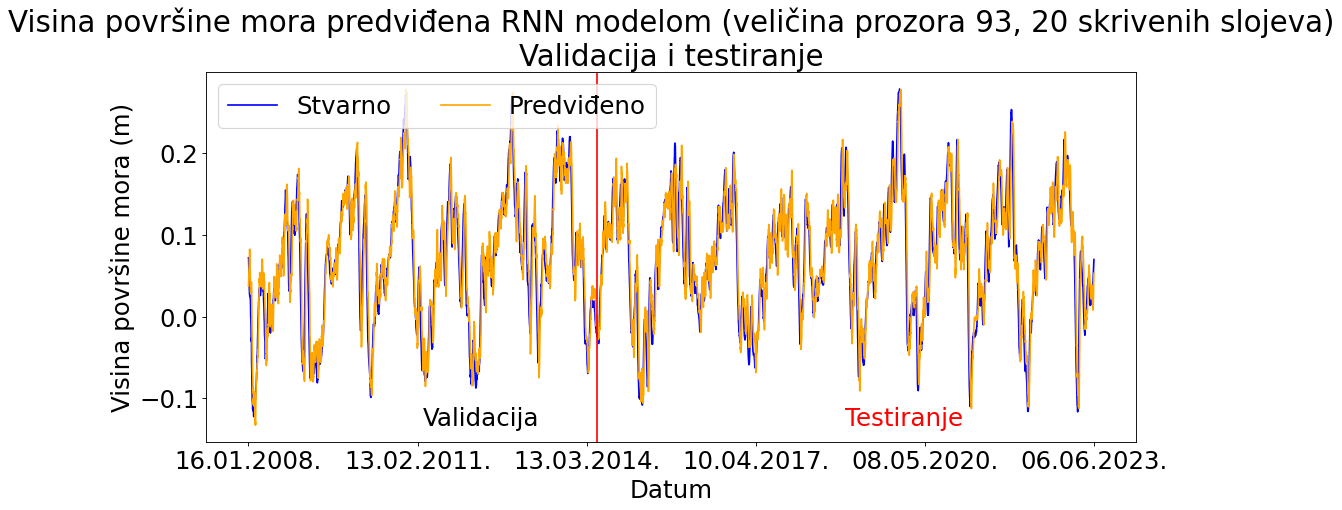 Visina površine mora predviđena RNN modelom (veličina prozora 93, 20 skrivenih slojeva)
Validacija i testiranje
Stvarno
Predviđeno
Visina površine mora (m)
0.2
0.1
0.0
−0.1
Validacija
Testiranje
16.01.2008.
13.02.2011.
13.03.2014.
10.04.2017.
08.05.2020.
06.06.2023.
Datum